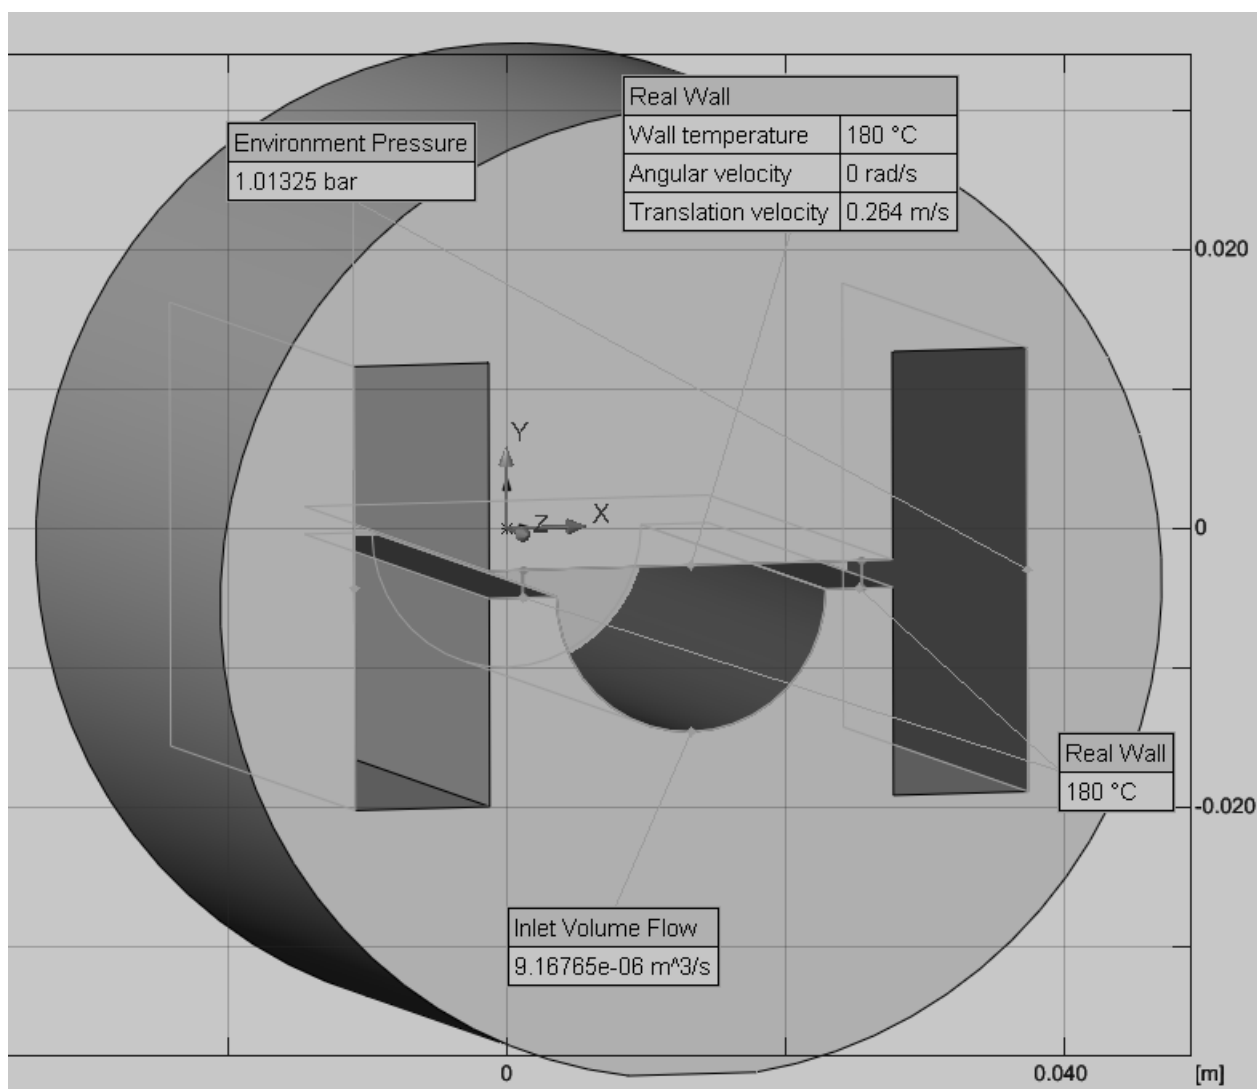 Real Wall
Wall temperature 180 °C
Angular velocity 0 rad/s
Translation velocity 0.264 m/s
Environment Pressure
1.01325 bar
0.020
Y
Z X
0
Real Wall
180 °C
-0.020
Inlet Volume Flow
9.16765e-06 m^3/s
0 0.040 [m]